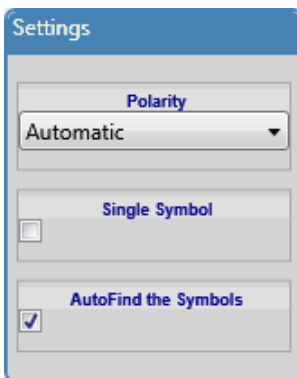 Settings
Polarity
Automatic
Single Symbol
AutoFind the Symbols